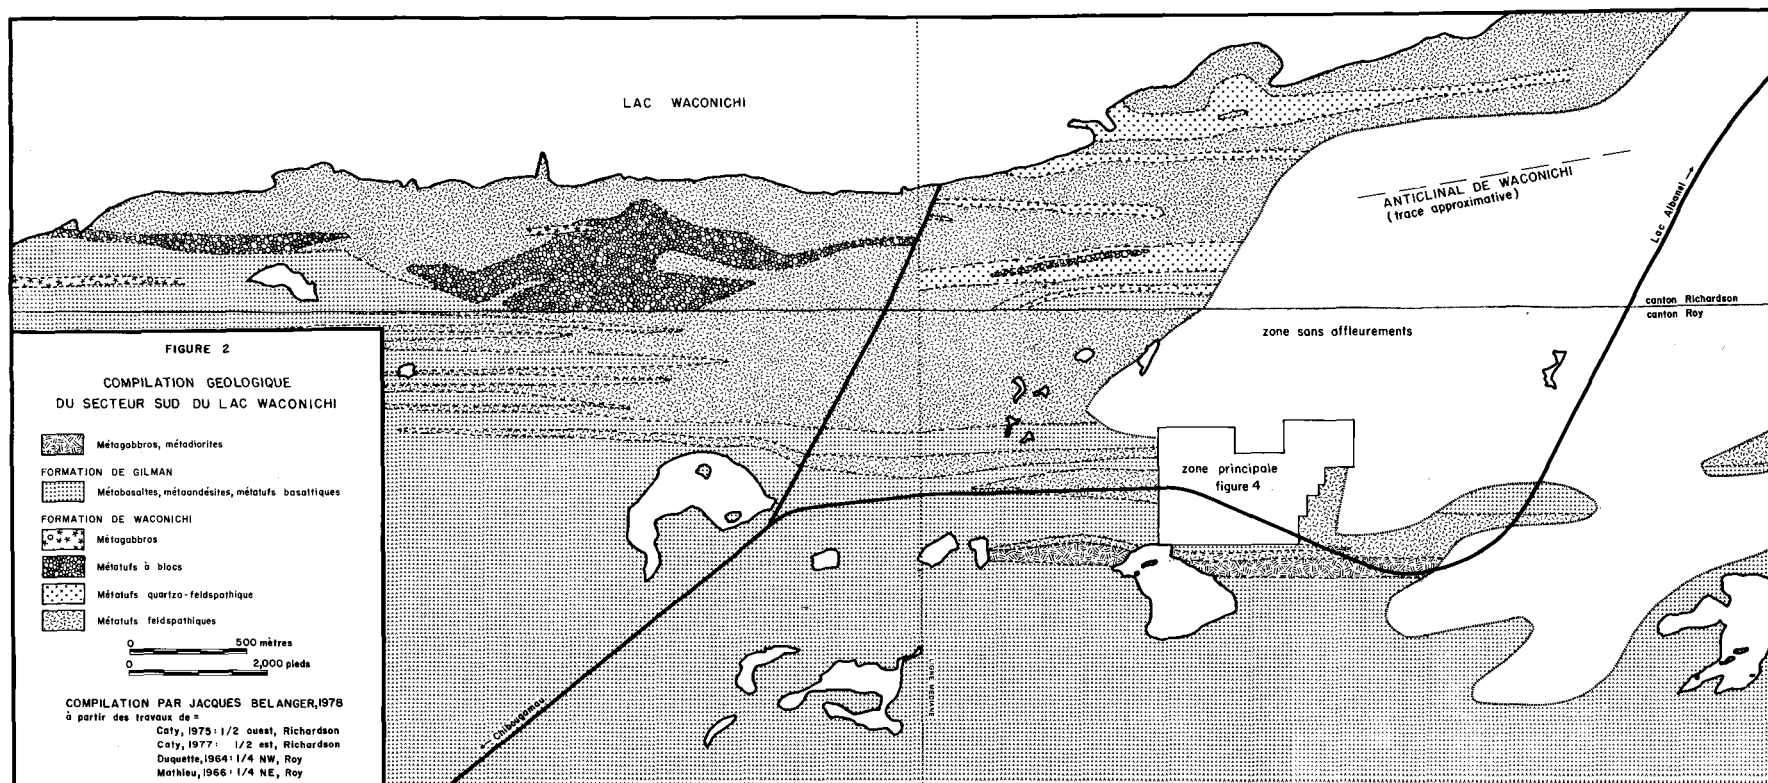 LAC WACONICHI
ANTICLINAL DE WACONICHI
(trace approximative)
Lac Albanel →
canton Richardson
canton Roy
zone sans affleurements
zone principale
figure 4
← Chibougamau
LIGNE MEDIANE
FIGURE 2
COMPILATION GEOLOGIQUE
DU SECTEUR SUD DU LAC WACONICHI
Métagabbros, métadiorites
FORMATION DE GILMAN
Métabasaltes, métaandésites, métatufs basaltiques
FORMATION DE WACONICHI
Métagabbros
Métatufs à blocs
Métatufs quartzo-feldspathique
Métatufs feldspathiques
0 500 mètres
0 2,000 pieds
COMPILATION PAR JACQUES BELANGER, 1978
à partir des travaux de =
Caty, 1975: 1/2 ouest, Richardson
Caty, 1977: 1/2 est, Richardson
Duquette, 1964: 1/4 NW, Roy
Mathieu, 1966: 1/4 NE, Roy